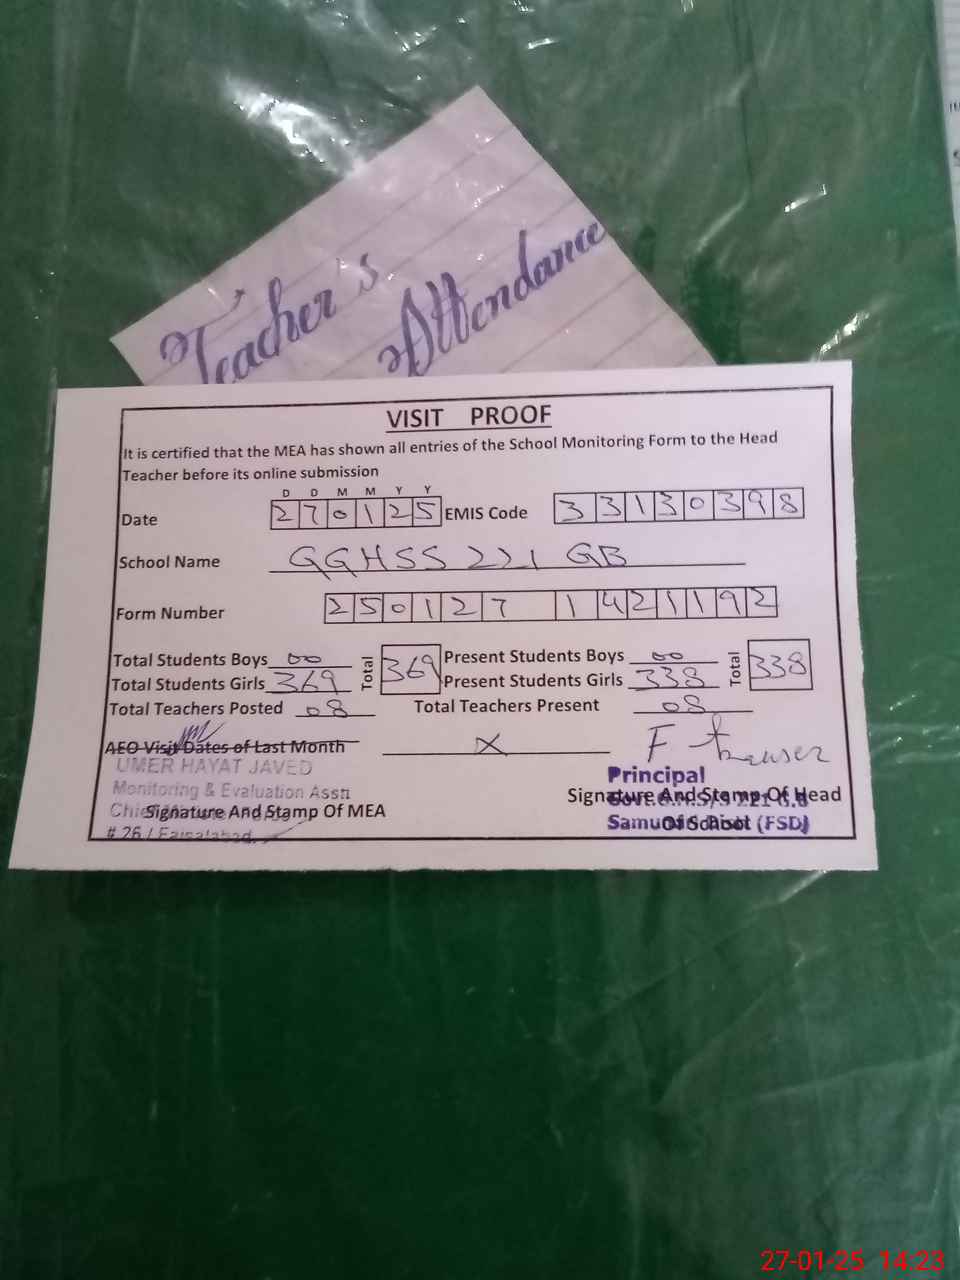 Teacher's
Attendance
VISIT PROOF
It is certified that the MEA has shown all entries of the School Monitoring Form to the Head
Teacher before its online submission
D D M M Y Y
Date 270125 EMIS Code 33130398
School Name GGHSS 221 GB
Form Number 250127 1421192
Total Students Boys 00 Total 369 Present Students Boys 00 Total 338
Total Students Girls 369 Present Students Girls 338
Total Teachers Posted 08 Total Teachers Present 08
AEO Visit Dates of Last Month X
UMER HAYAT JAVED
Monitoring & Evaluation Asstt
Signature And Stamp Of MEA
# 26 / Faisalabad.
Principal
Signature And Stamp Of Head
Of School
(FSD)
27-01-25 14:23